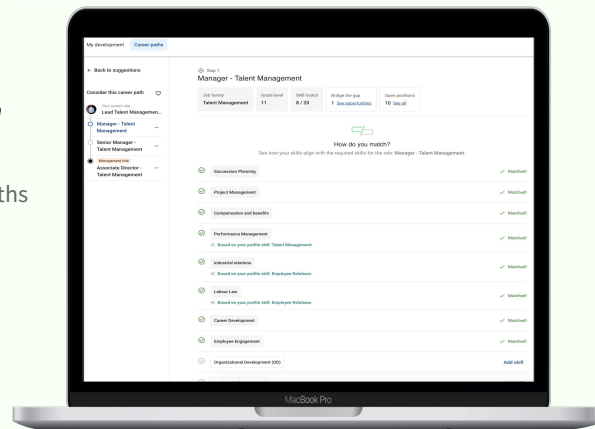 My development Career paths
← Back to suggestions
Consider this career path
Your current role
Lead Talent Managemen...
Manager - Talent
Management
...
Senior Manager -
Talent Management
...
Management role
Associate Director -
Talent Management
...
ths
Step 1
Manager - Talent Management
Job family
Talent Management
Grade level
11
Skill match
8 / 20
Bridge the gap
1 See opportunities
Open positions
10 See all
How do you match?
See how your skills align with the required skills for the role: Manager - Talent Management.
Succession Planning ✓ Matched!
Project Management ✓ Matched!
Compensation and benefits ✓ Matched!
Performance Management ✓ Matched!
Based on your profile skill: Talent Management
Industrial relations ✓ Matched!
Based on your profile skill: Employee Relations
Labour Law ✓ Matched!
Based on your profile skill: Employee Relations
Career Development ✓ Matched!
Employee Engagement ✓ Matched!
Organizational Development (OD) Add skill
MacBook Pro